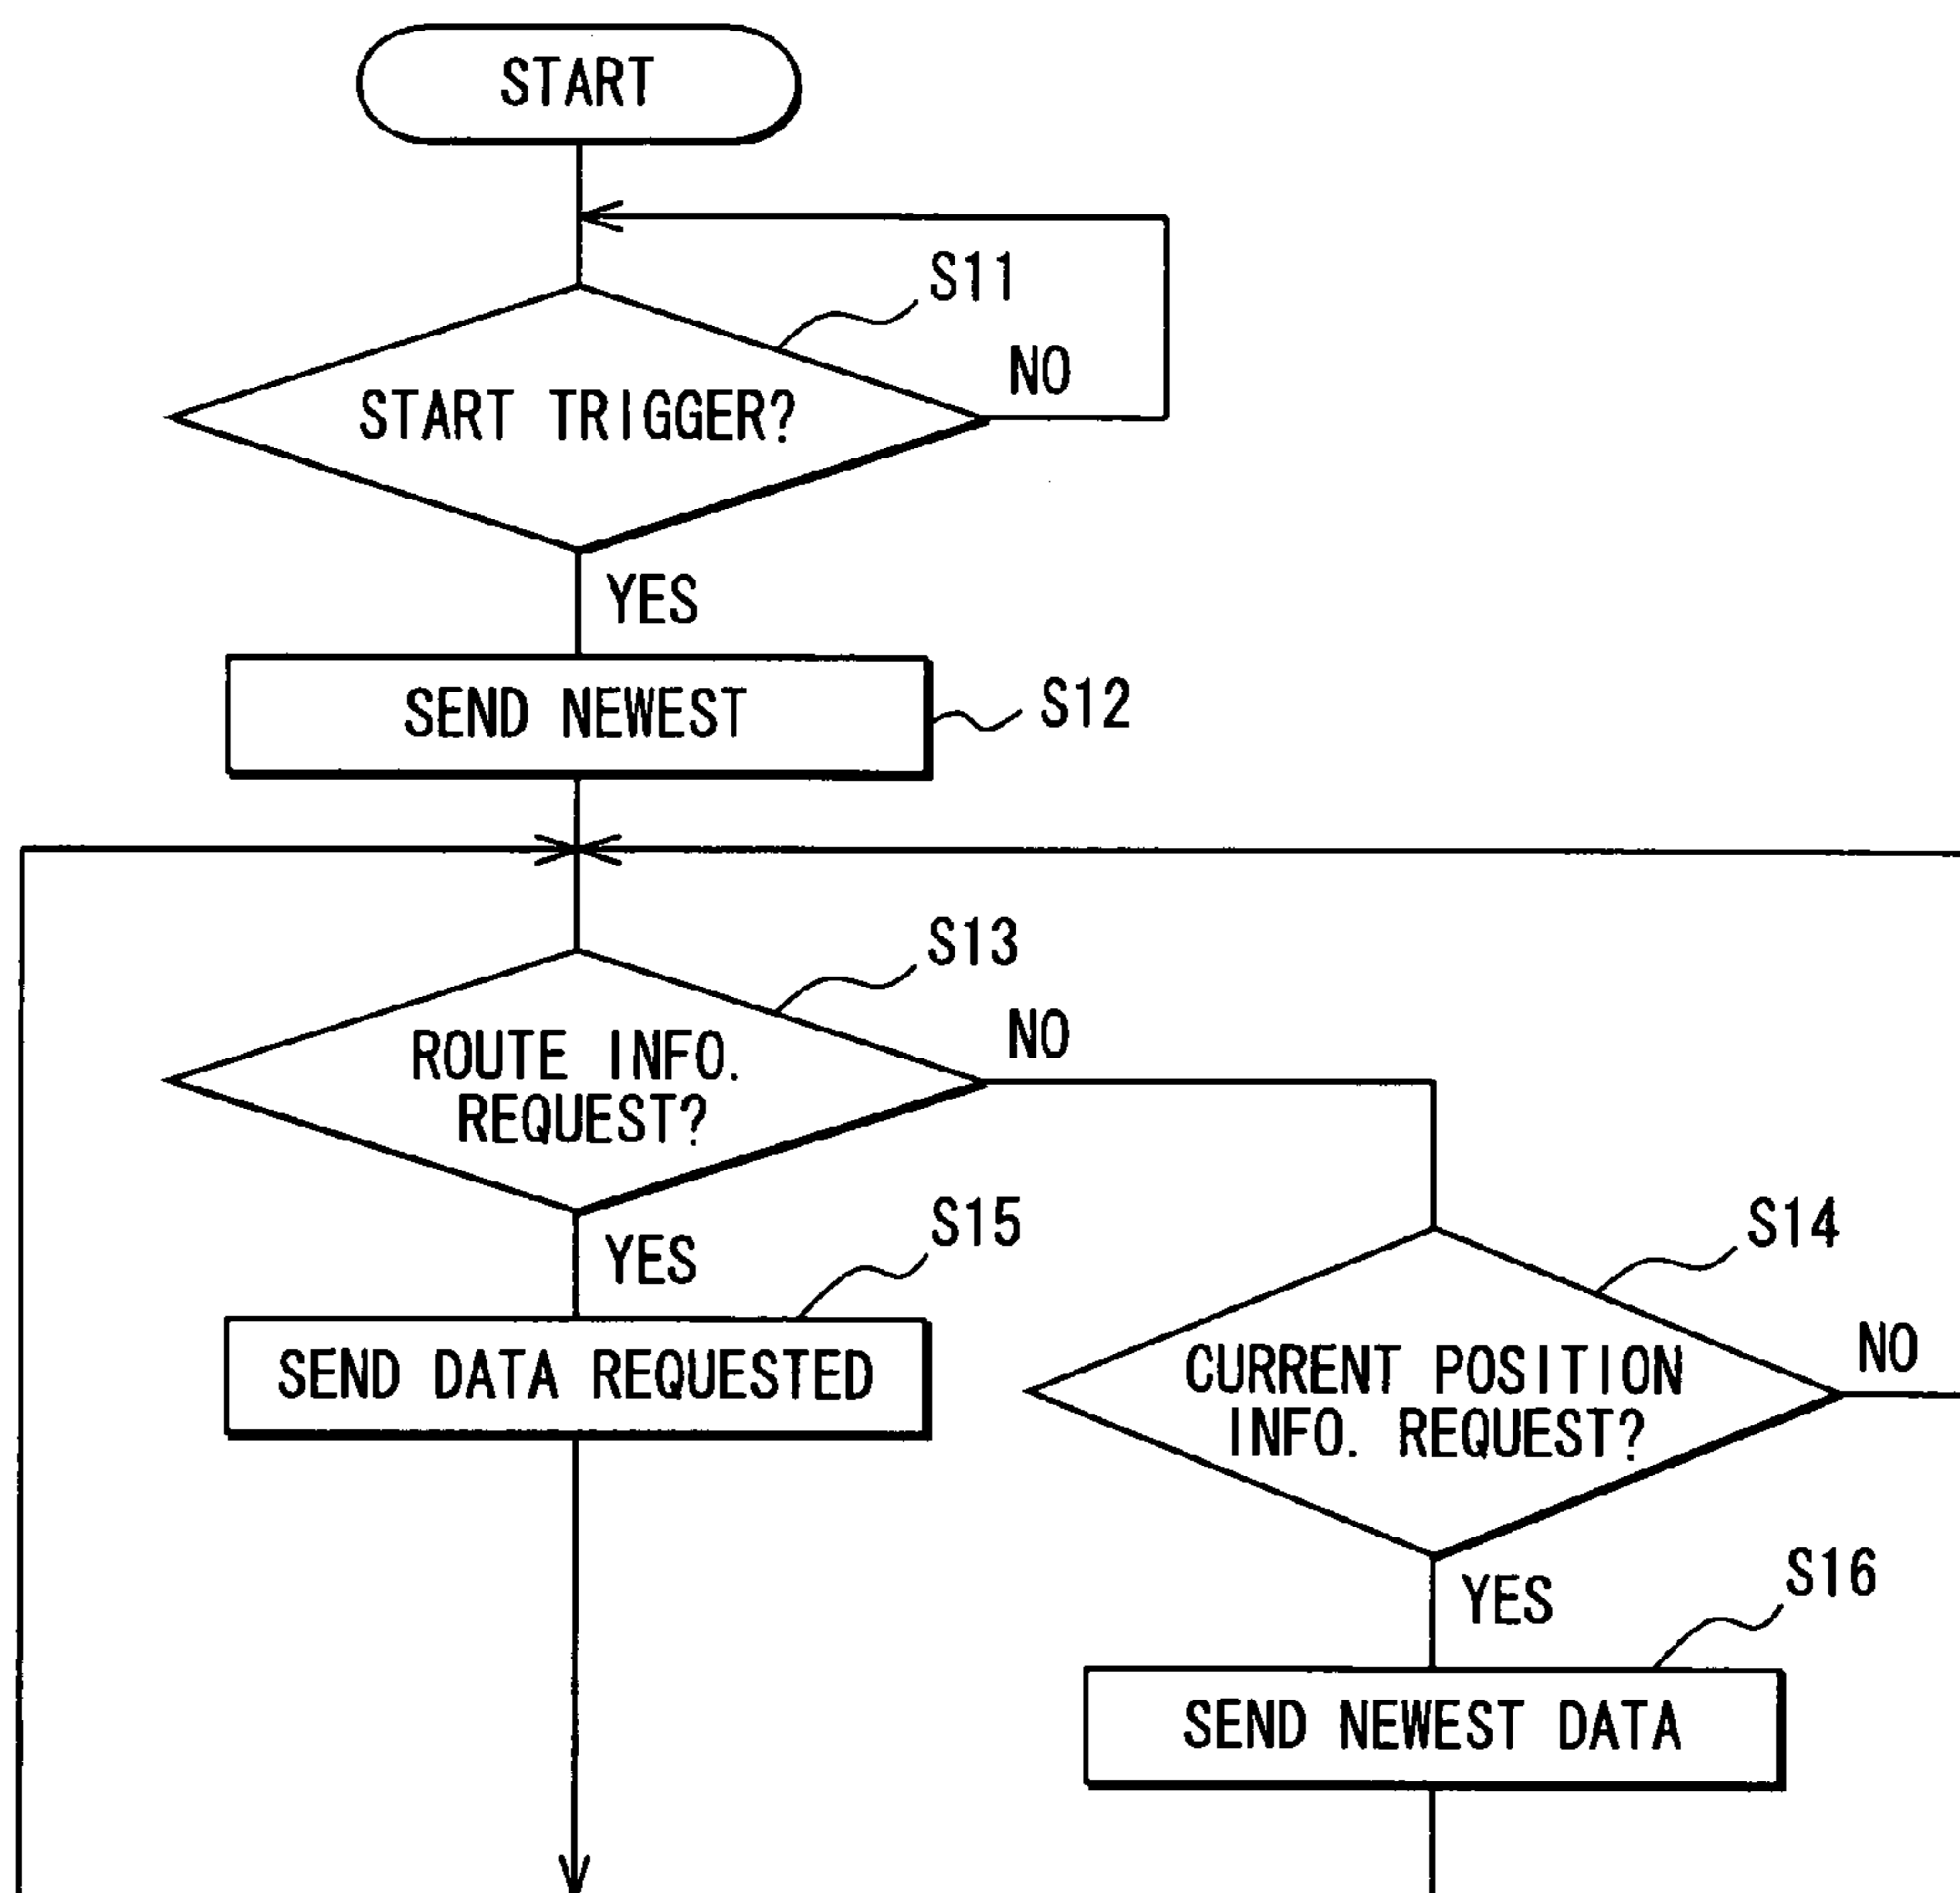 START
S11
NO
START TRIGGER?
YES
SEND NEWEST
S12
S13
NO
ROUTE INFO.
REQUEST?
S15
YES
S14
SEND DATA REQUESTED
NO
CURRENT POSITION
INFO. REQUEST?
S16
YES
SEND NEWEST DATA